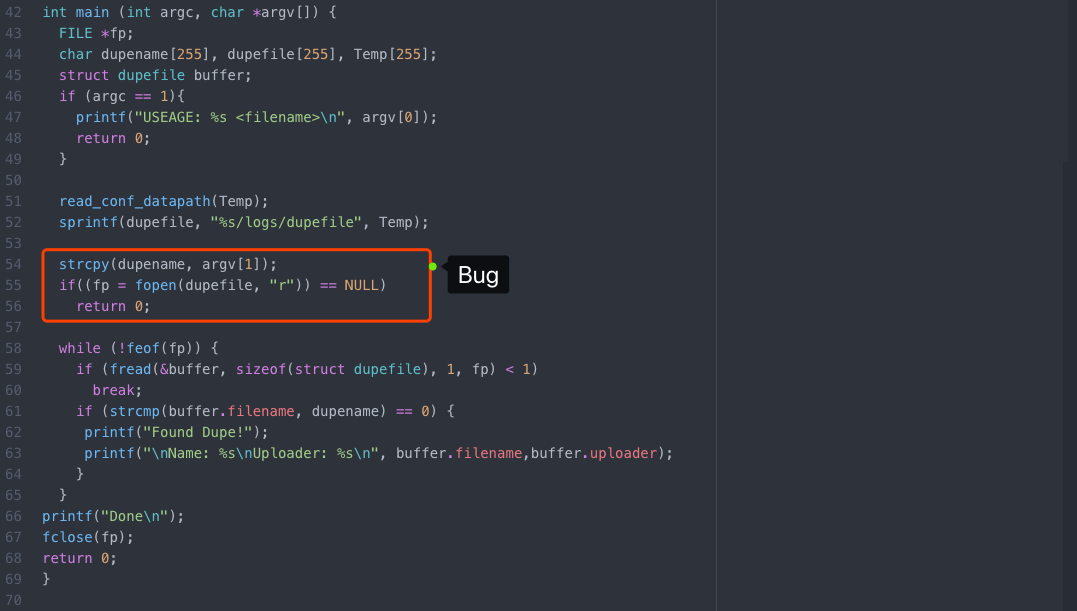 42 int main (int argc, char *argv[]) {
43   FILE *fp;
44   char dupename[255], dupefile[255], Temp[255];
45   struct dupefile buffer;
46   if (argc == 1){
47     printf("USEAGE: %s <filename>\n", argv[0]);
48     return 0;
49   }
50
51   read_conf_datapath(Temp);
52   sprintf(dupefile, "%s/logs/dupefile", Temp);
53
54   strcpy(dupename, argv[1]);
Bug
55   if((fp = fopen(dupefile, "r")) == NULL)
56     return 0;
57
58   while (!feof(fp)) {
59     if (fread(&buffer, sizeof(struct dupefile), 1, fp) < 1)
60       break;
61     if (strcmp(buffer.filename, dupename) == 0) {
62      printf("Found Dupe!");
63      printf("\nName: %s\nUploader: %s\n", buffer.filename,buffer.uploader);
64     }
65   }
66 printf("Done\n");
67 fclose(fp);
68 return 0;
69 }
70